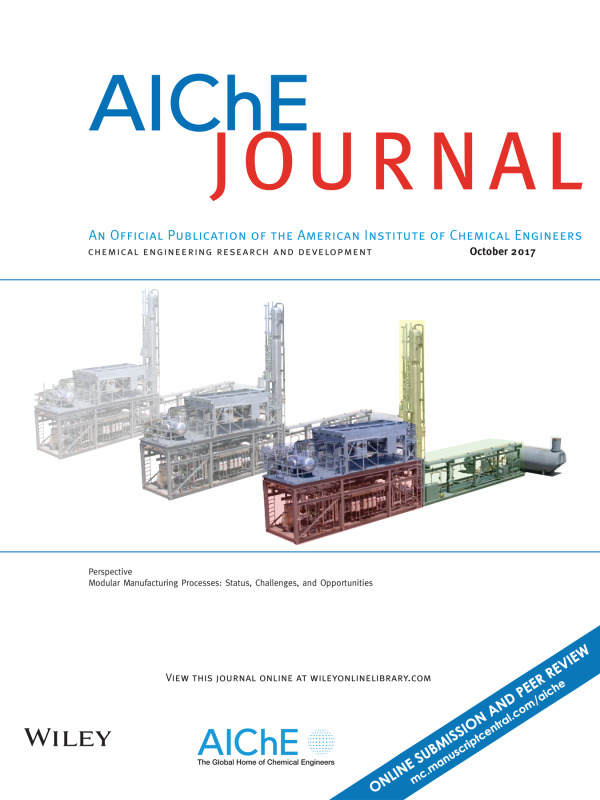 AIChE
JOURNAL
An Official Publication of the American Institute of Chemical Engineers
CHEMICAL ENGINEERING RESEARCH AND DEVELOPMENT
October 2017
Perspective
Modular Manufacturing Processes: Status, Challenges, and Opportunities
View this journal online at wileyonlinelibrary.com
ONLINE SUBMISSION AND PEER REVIEW
mc.manuscriptcentral.com/aiche
WILEY
AIChE
The Global Home of Chemical Engineers